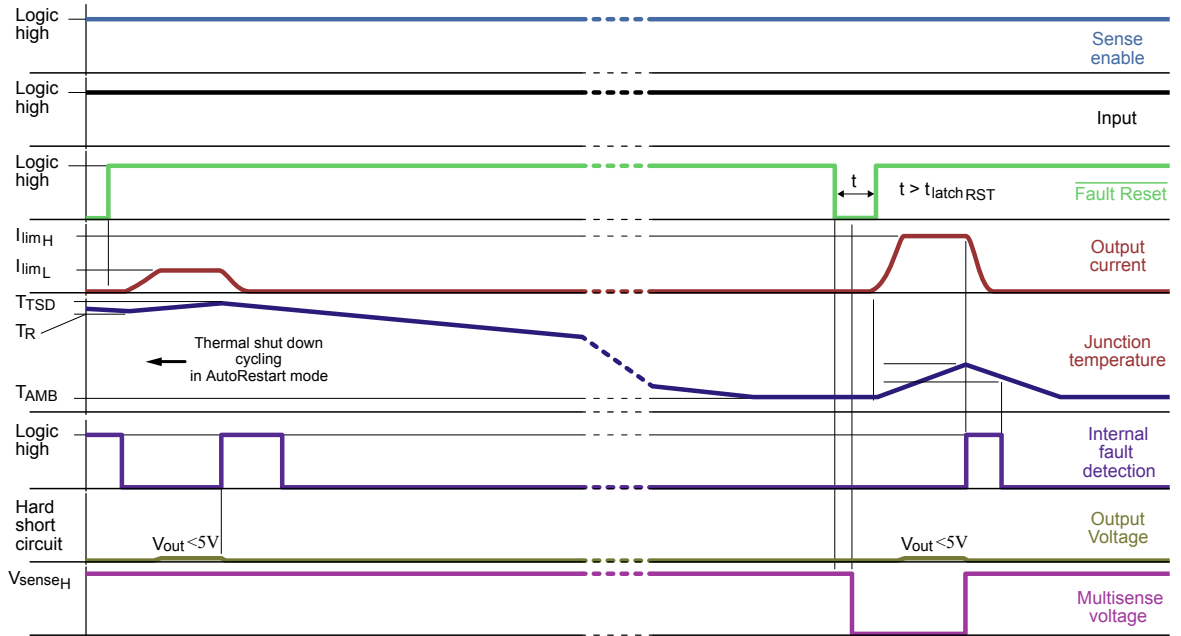 Logic
high
Sense
enable
Logic
high
Input
Logic
high
t
t > tlatchRST
Fault Reset
IlimH
IlimL
Output
current
TTSD
TR
Thermal shut down
cycling
in AutoRestart mode
Junction
temperature
TAMB
Logic
high
Internal
fault
detection
Hard
short
circuit
Vout <5V
Vout <5V
Output
Voltage
VsenseH
Multisense
voltage